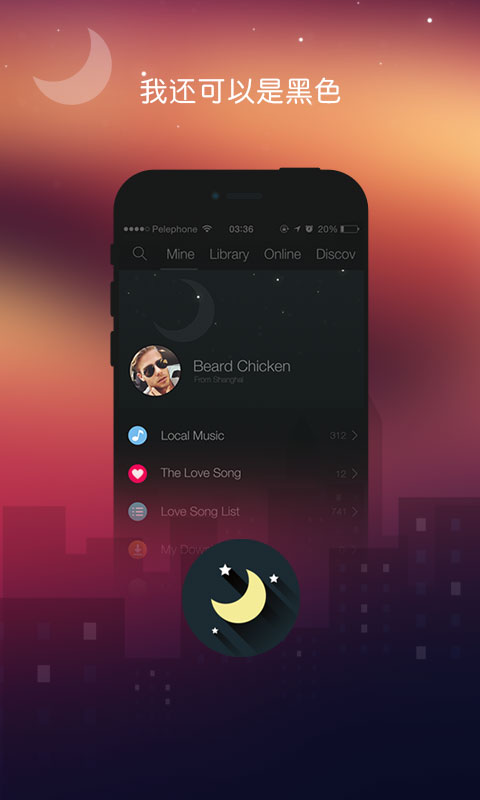 我还可以是黑色
Pelephone 03:36 20%
Mine Library Online Discov
Beard Chicken
From Shanghai
Local Music 312
The Love Song 12
Love Song List 741
My Dow